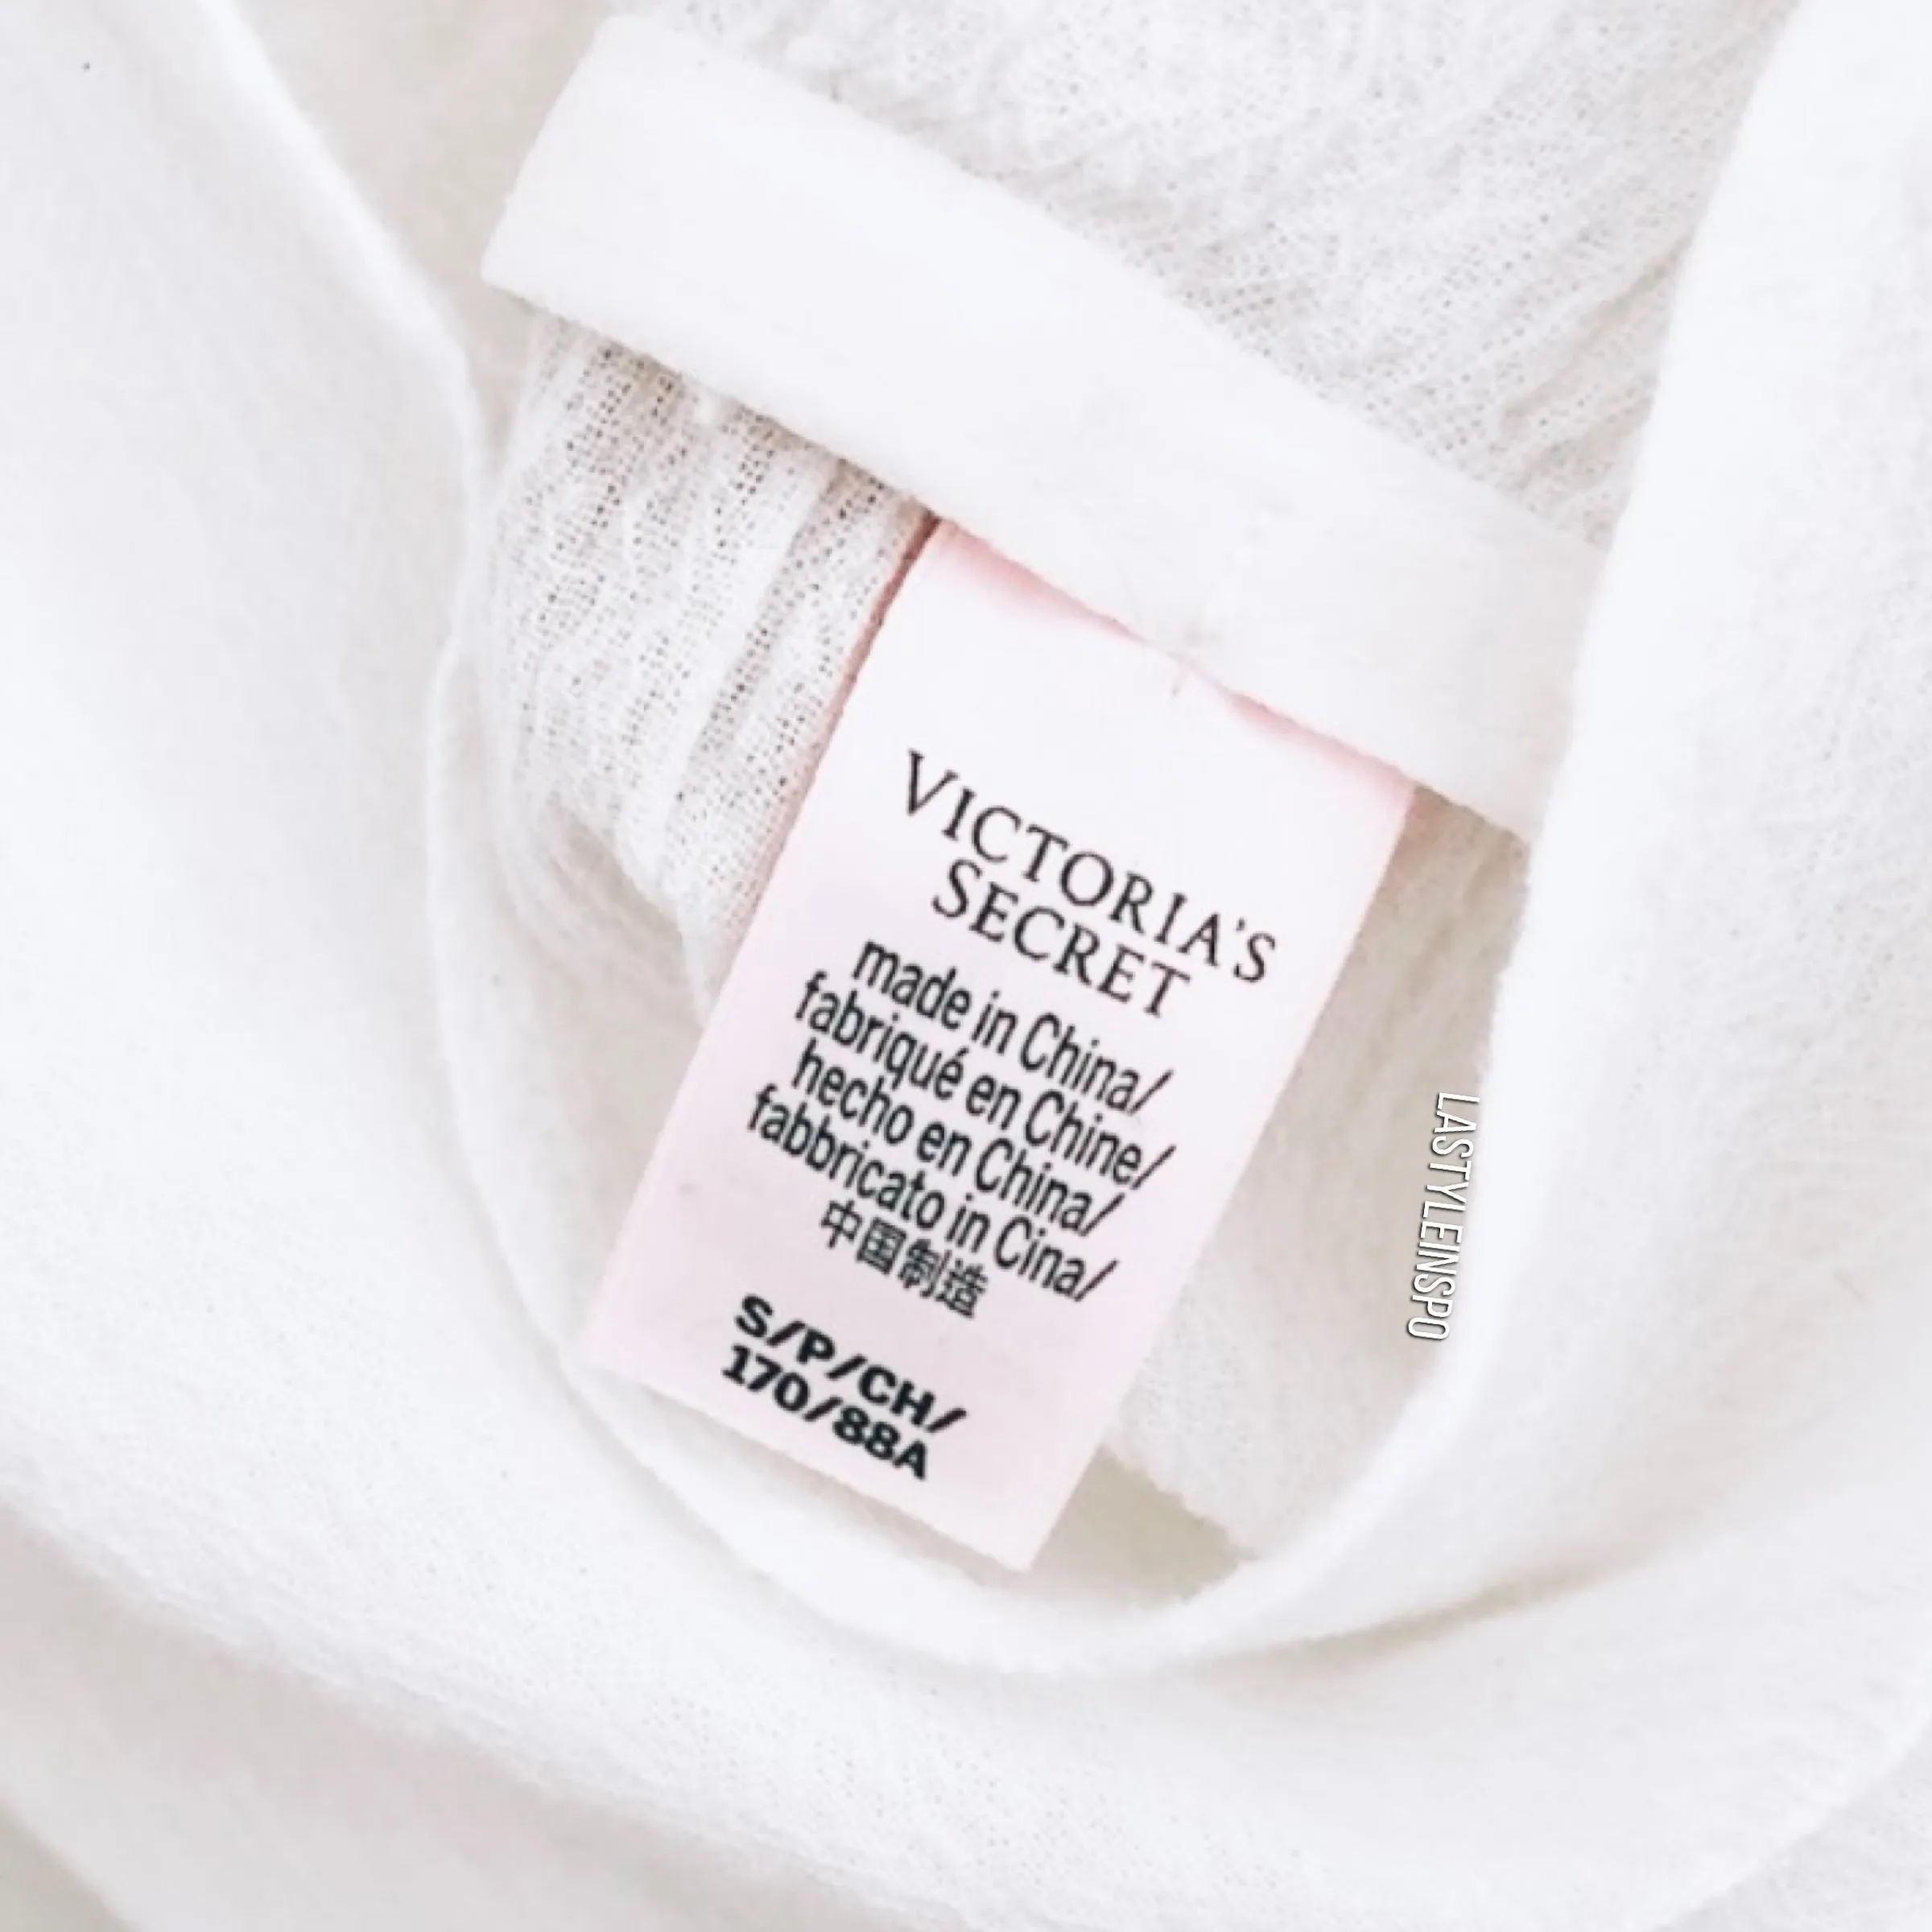 VICTORIA'S
SECRET
made in China/
fabriqué en Chine/
hecho en China/
fabbricato in Cina/
中国制造
S/P/CH/
170/88A
LASTYLEINSPO